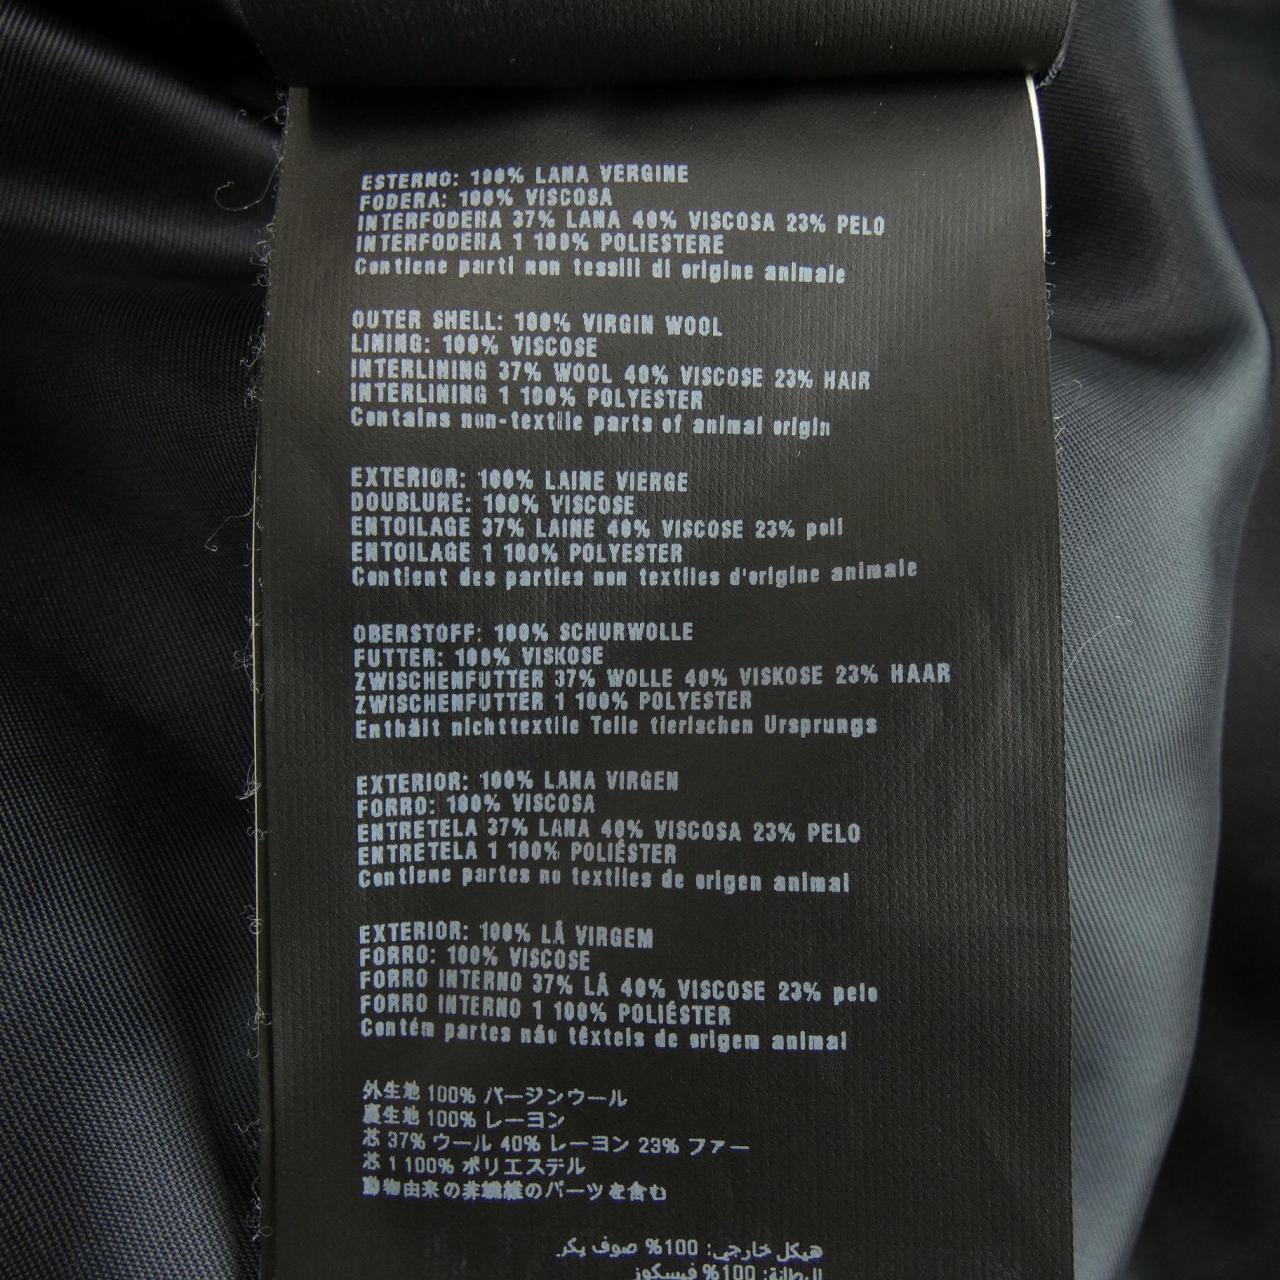 ESTERNO: 100% LANA VERGINE
FODERA: 100% VISCOSA
INTERFODERA 37% LANA 40% VISCOSA 23% PELO
INTERFODERA 1 100% POLIESTERE
Contiene parti non tessili di origine animale
OUTER SHELL: 100% VIRGIN WOOL
LINING: 100% VISCOSE
INTERLINING 37% WOOL 40% VISCOSE 23% HAIR
INTERLINING 1 100% POLYESTER
Contains non-textile parts of animal origin
EXTERIOR: 100% LAINE VIERGE
DOUBLURE: 100% VISCOSE
ENTOILAGE 37% LAINE 40% VISCOSE 23% poil
ENTOILAGE 1 100% POLYESTER
Contient des parties non textiles d'origine animale
OBERSTOFF: 100% SCHURWOLLE
FUTTER: 100% VISKOSE
ZWISCHENFUTTER 37% WOLLE 40% VISKOSE 23% HAAR
ZWISCHENFUTTER 1 100% POLYESTER
Enthält nichttextile Teile tierischen Ursprungs
EXTERIOR: 100% LANA VIRGEN
FORRO: 100% VISCOSA
ENTRETELA 37% LANA 40% VISCOSA 23% PELO
ENTRETELA 1 100% POLIÉSTER
Contiene partes no textiles de origen animal
EXTERIOR: 100% LÃ VIRGEM
FORRO: 100% VISCOSE
FORRO INTERNO 37% LÃ 40% VISCOSE 23% pelo
FORRO INTERNO 1 100% POLIÉSTER
Contém partes não têxteis de origem animal
外生地 100% バージンウール
裏生地 100% レーヨン
芯 37% ウール 40% レーヨン 23% ファー
芯 1 100% ポリエステル
動物由来の非繊維のパーツを含む
هيكل خارجي: 100% صوف بكر
البطانة: 100% فيسكوز